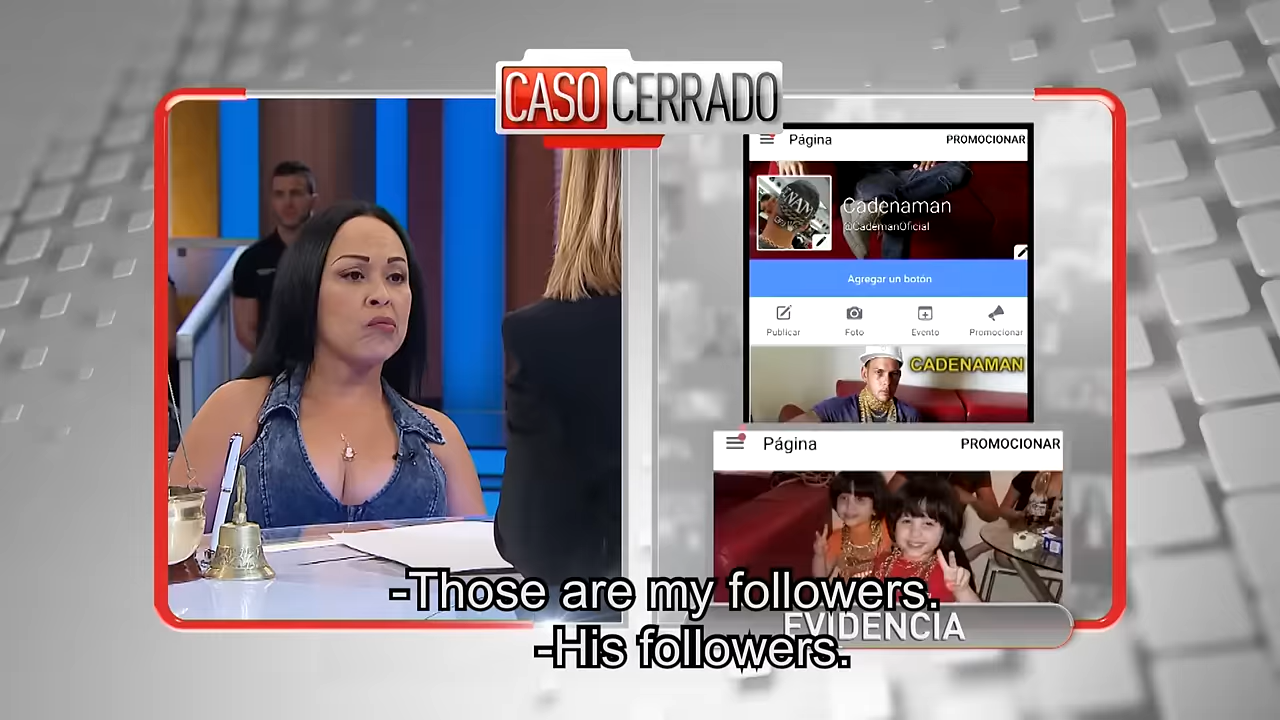 CASO CERRADO
Página
PROMOCIONAR
Cadenaman
@CademanOficial
Agregar un botón
Publicar
Foto
Evento
Promocionar
CADENAMAN
Página
PROMOCIONAR
-Those are my followers.
EVIDENCIA
-His followers.